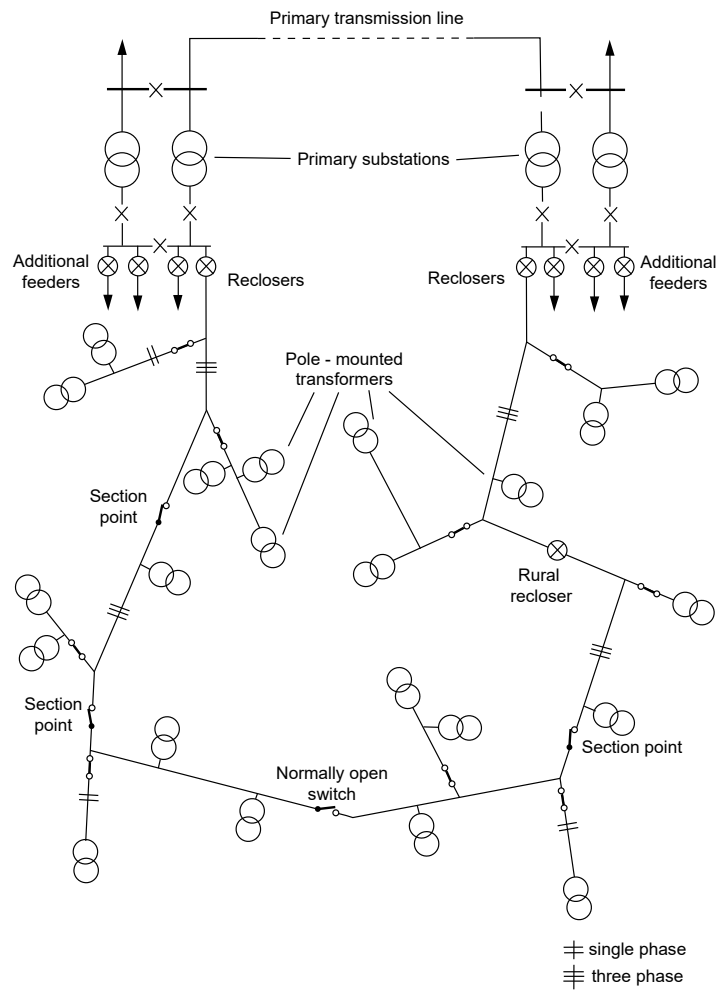 Primary transmission line
Primary substations
Additional
feeders
Reclosers
Reclosers
Additional
feeders
Pole - mounted
transformers
Section
point
Rural
recloser
Section
point
Section point
Normally open
switch
single phase
three phase